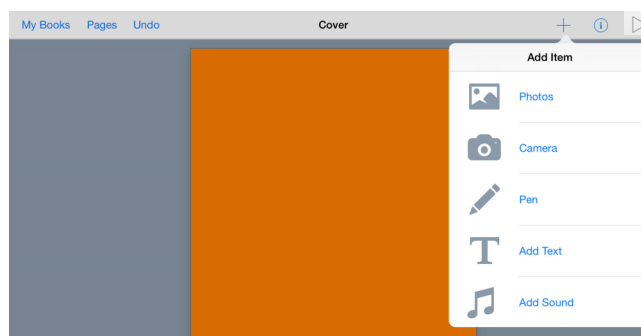 My Books Pages Undo Cover
Add Item
Photos
Camera
Pen
Add Text
Add Sound